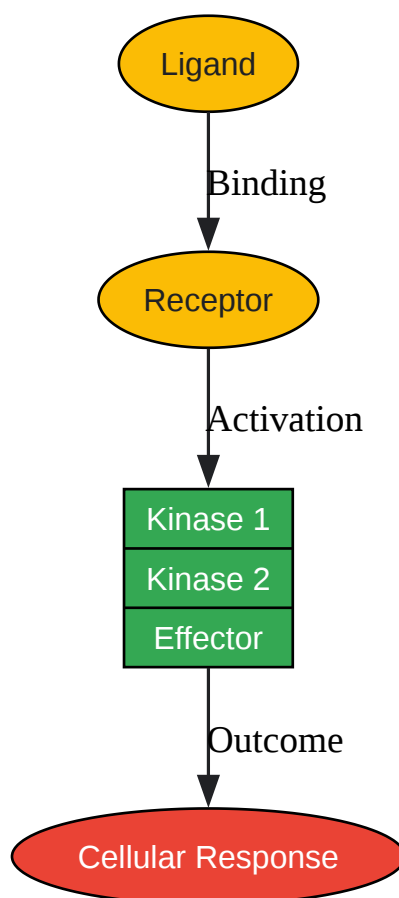 Ligand
Binding
Receptor
Activation
Kinase 1
Kinase 2
Effector
Outcome
Cellular Response